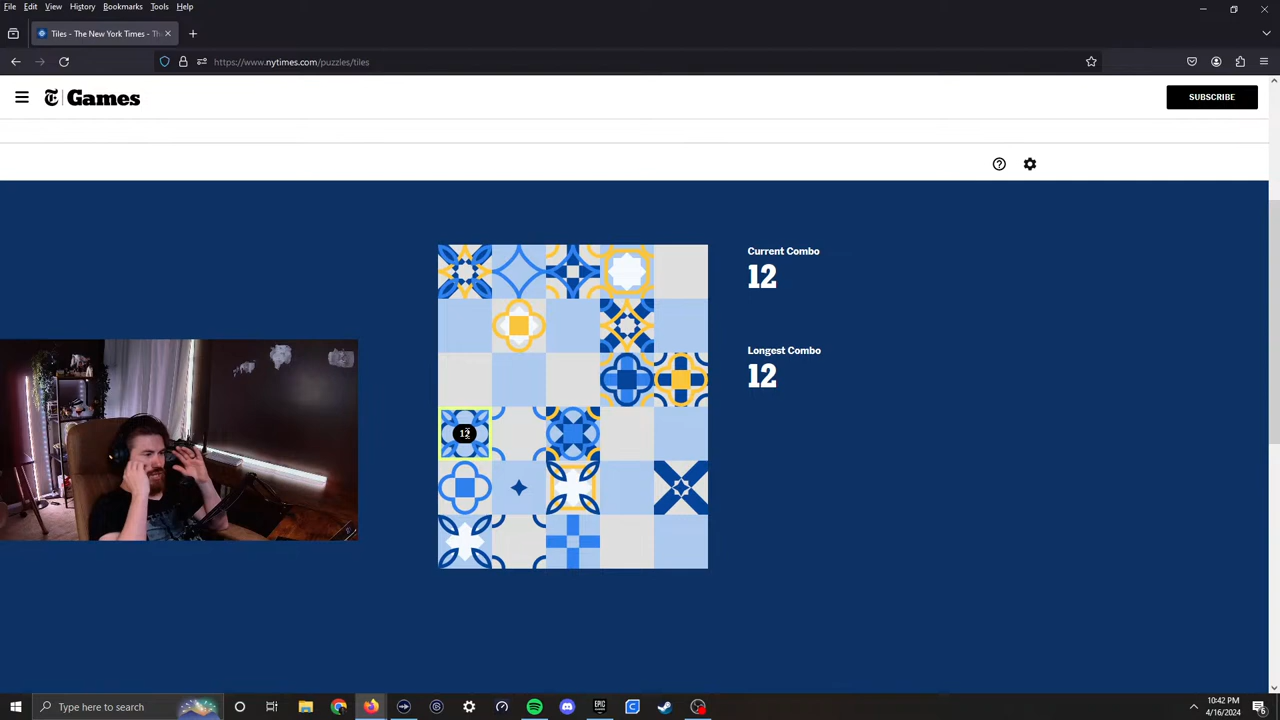 File Edit View History Bookmarks Tools Help
Tiles - The New York Times - Th
https://www.nytimes.com/puzzles/tiles
T Games
SUBSCRIBE
Current Combo
12
Longest Combo
12
12
Type here to search
10:42 PM
4/16/2024
6